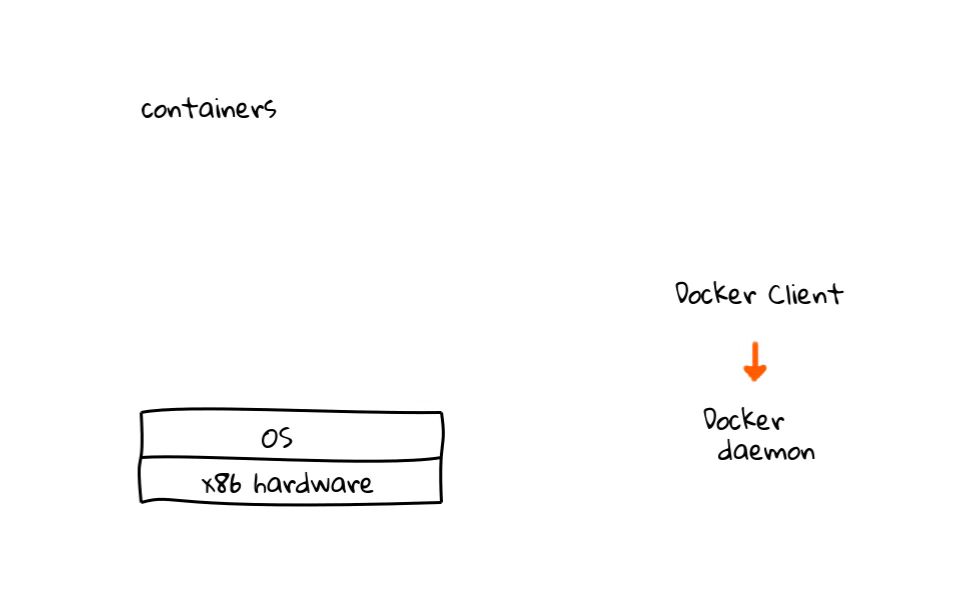 containers
Docker Client
Docker
daemon
OS
x86 hardware